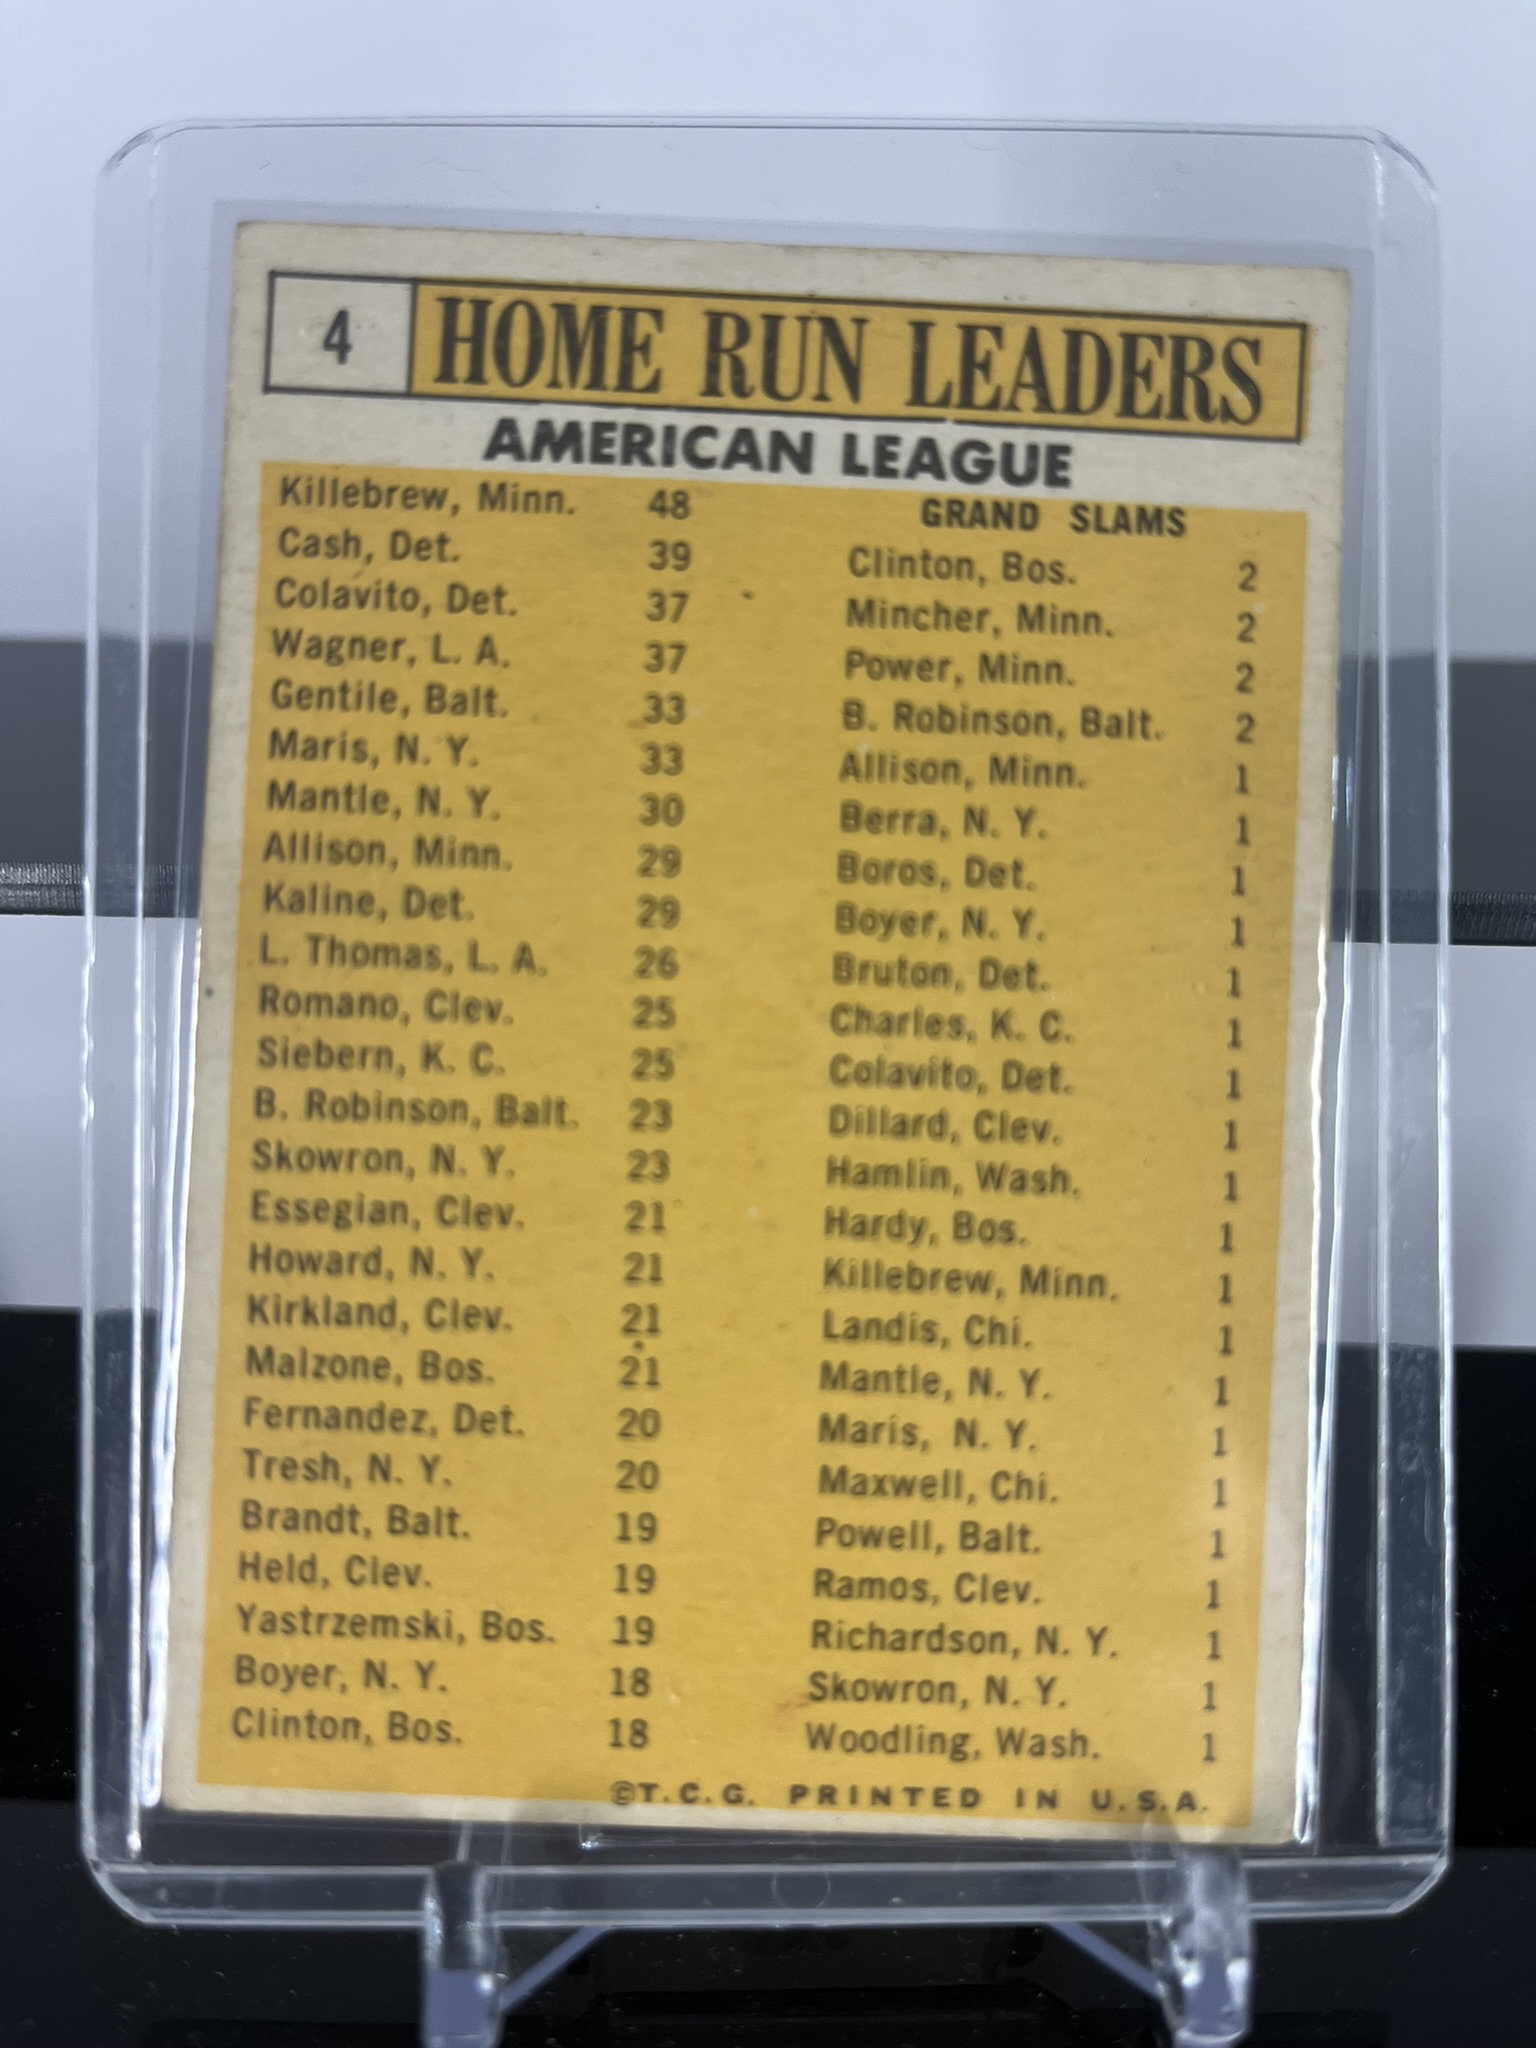 4 HOME RUN LEADERS
AMERICAN LEAGUE
Killebrew, Minn. 48
Cash, Det. 39
Colavito, Det. 37
Wagner, L. A. 37
Gentile, Balt. 33
Maris, N. Y. 33
Mantle, N. Y. 30
Allison, Minn. 29
Kaline, Det. 29
L. Thomas, L. A. 26
Romano, Clev. 25
Siebern, K. C. 25
B. Robinson, Balt. 23
Skowron, N. Y. 23
Essegian, Clev. 21
Howard, N. Y. 21
Kirkland, Clev. 21
Malzone, Bos. 21
Fernandez, Det. 20
Tresh, N. Y. 20
Brandt, Balt. 19
Held, Clev. 19
Yastrzemski, Bos. 19
Boyer, N. Y. 18
Clinton, Bos. 18
GRAND SLAMS
Clinton, Bos. 2
Mincher, Minn. 2
Power, Minn. 2
B. Robinson, Balt. 2
Allison, Minn. 1
Berra, N. Y. 1
Boros, Det. 1
Boyer, N. Y. 1
Bruton, Det. 1
Charles, K. C. 1
Colavito, Det. 1
Dillard, Clev. 1
Hamlin, Wash. 1
Hardy, Bos. 1
Killebrew, Minn. 1
Landis, Chi. 1
Mantle, N. Y. 1
Maris, N. Y. 1
Maxwell, Chi. 1
Powell, Balt. 1
Ramos, Clev. 1
Richardson, N. Y. 1
Skowron, N. Y. 1
Woodling, Wash. 1
©T.C.G. PRINTED IN U.S.A.